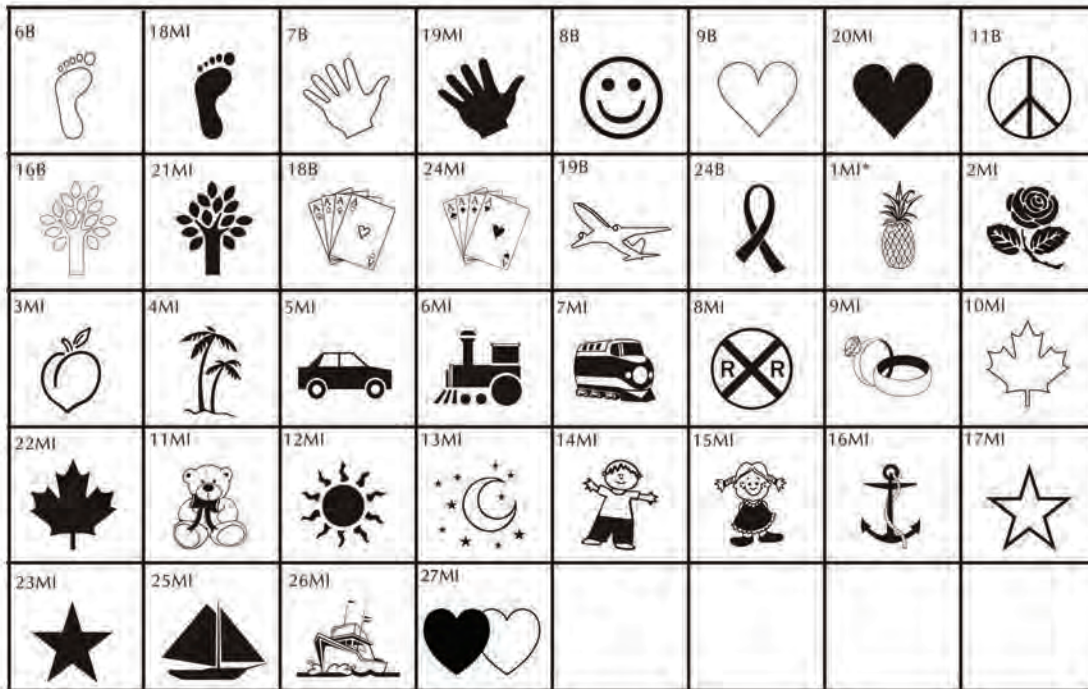 6B 18MI 7B 19MI 8B 9B 20MI 11B
16B 21MI 18B 24MI 19B 24B 1MI* 2MI
A A A A A A A A
3MI 4MI 5MI 6MI 7MI 8MI 9MI 10MI
R R
22MI 11MI 12MI 13MI 14MI 15MI 16MI 17MI
23MI 25MI 26MI 27MI